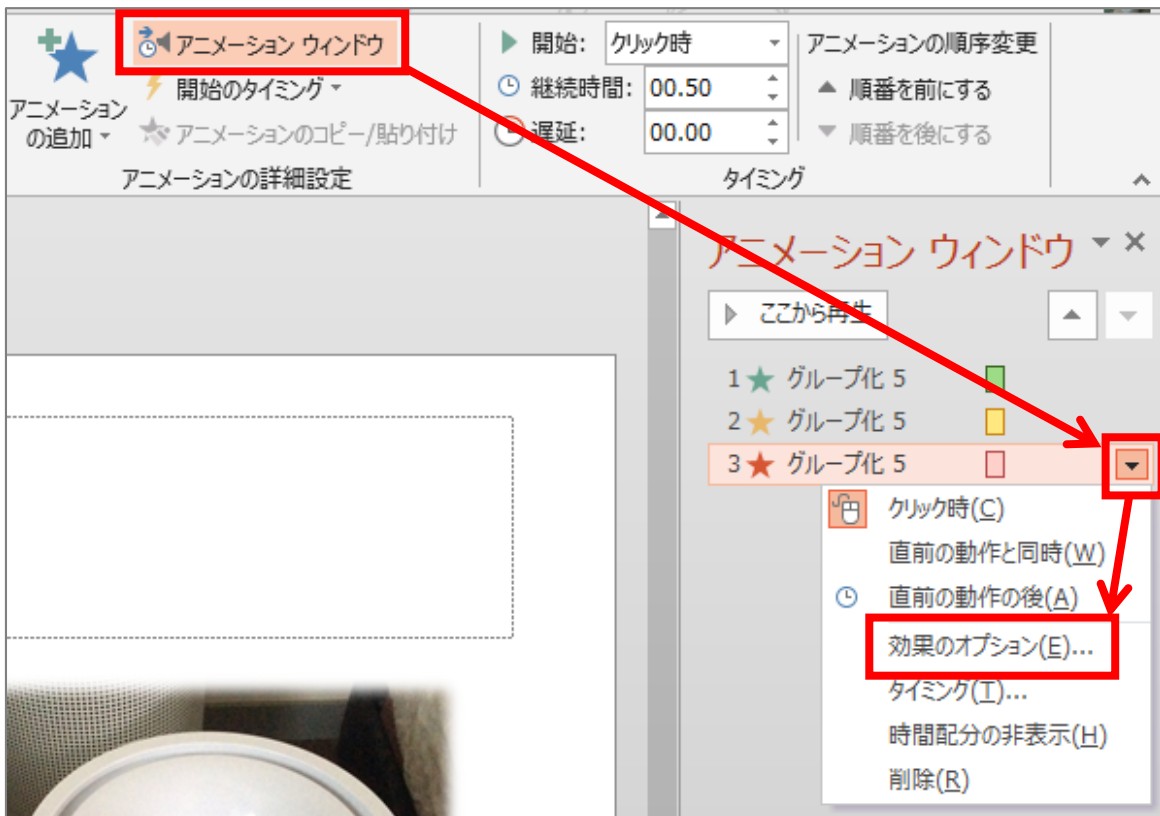 アニメーション
の追加
アニメーション ウィンドウ
開始のタイミング
アニメーションのコピー/貼り付け
アニメーションの詳細設定
開始: クリック時
継続時間: 00.50
遅延: 00.00
アニメーションの順序変更
順番を前にする
順番を後にする
タイミング
アニメーション ウィンドウ
ここから再生
1 グループ化 5
2 グループ化 5
3 グループ化 5
クリック時(C)
直前の動作と同時(W)
直前の動作の後(A)
効果のオプション(E)...
タイミング(T)...
時間配分の非表示(H)
削除(R)